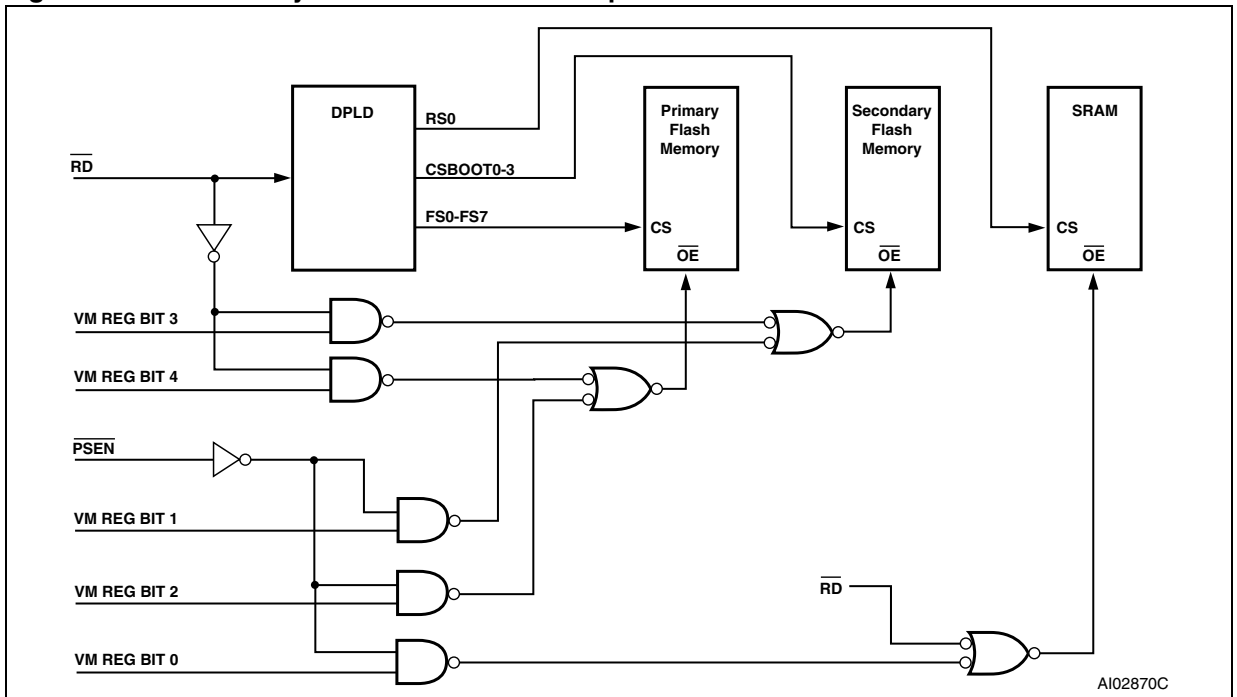 DPLD
RS0
CSBOOT0-3
FS0-FS7
Primary
Flash
Memory
CS
OE
Secondary
Flash
Memory
CS
OE
SRAM
CS
OE
RD
VM REG BIT 3
VM REG BIT 4
PSEN
VM REG BIT 1
VM REG BIT 2
VM REG BIT 0
RD
AI02870C